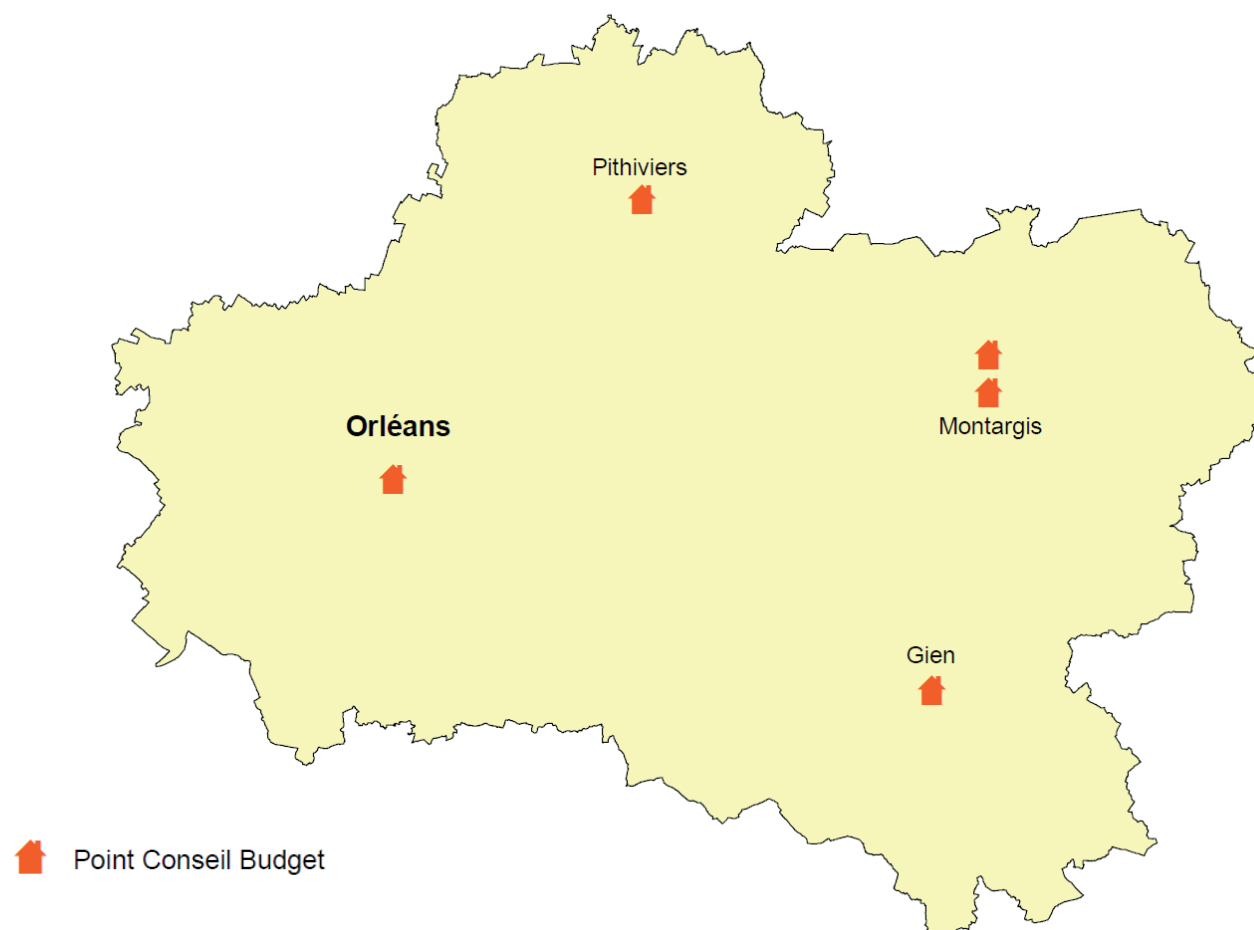 Pithiviers
Orléans
Montargis
Gien
Point Conseil Budget